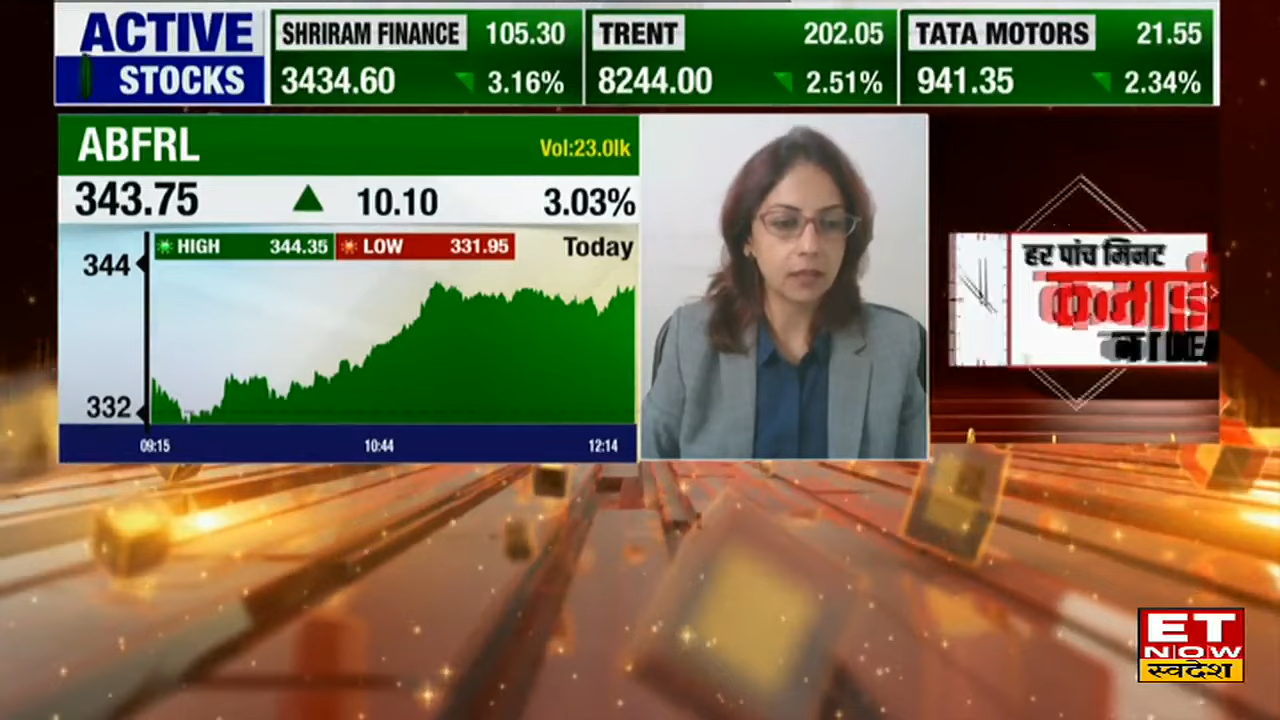 ACTIVE
STOCKS
SHRIRAM FINANCE 105.30
3434.60 3.16%
TRENT 202.05
8244.00 2.51%
TATA MOTORS 21.55
941.35 2.34%
ABFRL Vol:23.0lk
343.75 10.10 3.03%
HIGH 344.35 LOW 331.95 Today
344
332
09:15 10:44 12:14
हर पांच मिनट
कमाई
का
ET
NOW
स्वदेश